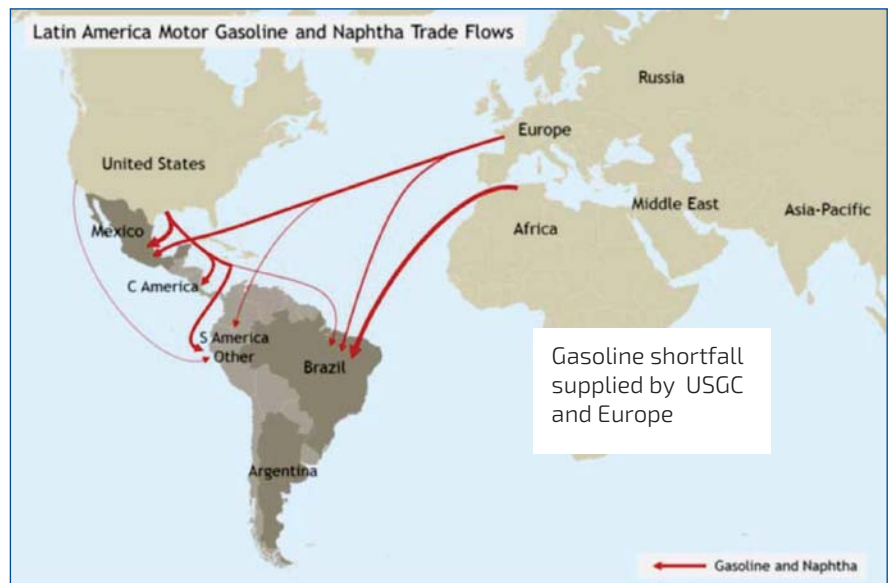 Latin America Motor Gasoline and Naphtha Trade Flows
Russia
Europe
United States
Middle East
Asia-Pacific
Mexico
Africa
C America
S America
Other
Brazil
Gasoline shortfall
supplied by USGC
and Europe
Argentina
Gasoline and Naphtha